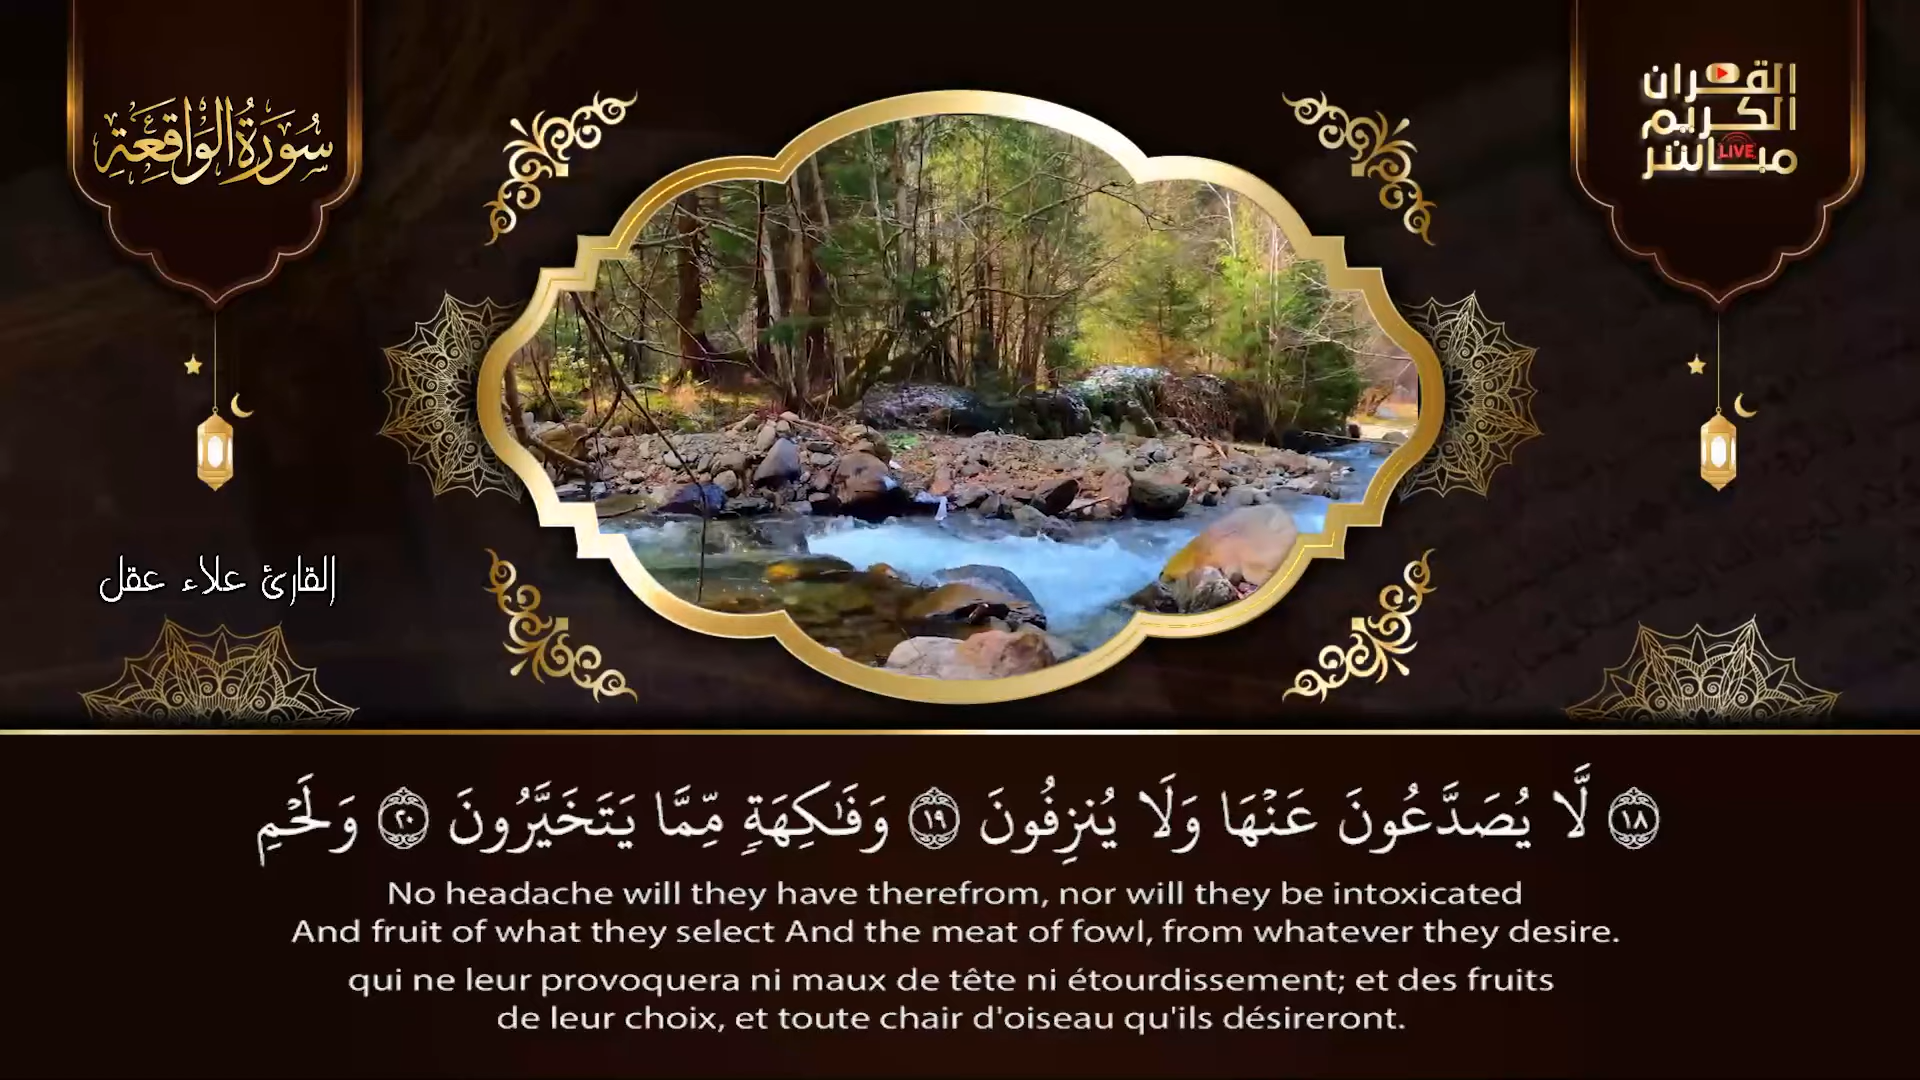 سُورَةُ الوَاقِعَةِ
القرآن
الكريم
مباشر
LIVE
القارئ علاء عقل
١٨ لَّا يُصَدَّعُونَ عَنْهَا وَلَا يُنزِفُونَ ١٩ وَفَـٰكِهَةٍ مِّمَّا يَتَخَيَّرُونَ ٢٠ وَلَحْمِ
No headache will they have therefrom, nor will they be intoxicated
And fruit of what they select And the meat of fowl, from whatever they desire.
qui ne leur provoquera ni maux de tête ni étourdissement; et des fruits
de leur choix, et toute chair d'oiseau qu'ils désireront.